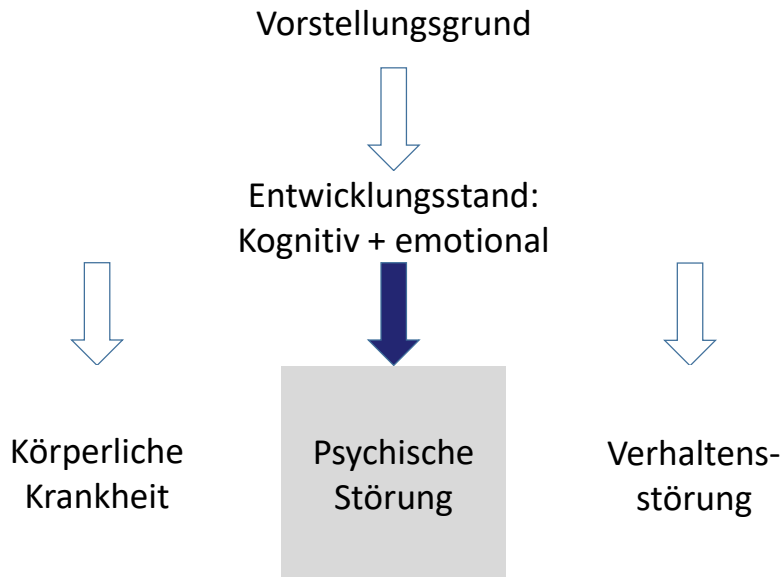 Vorstellungsgrund
Entwicklungsstand:
Kognitiv + emotional
Körperliche
Krankheit
Psychische
Störung
Verhaltens-
störung